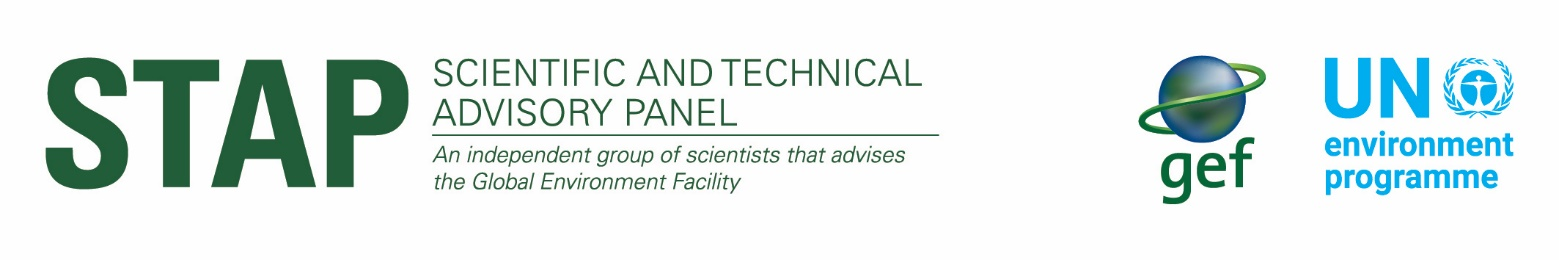 STAP
SCIENTIFIC AND TECHNICAL
ADVISORY PANEL
An independent group of scientists that advises
the Global Environment Facility
gef
UN
environment
programme